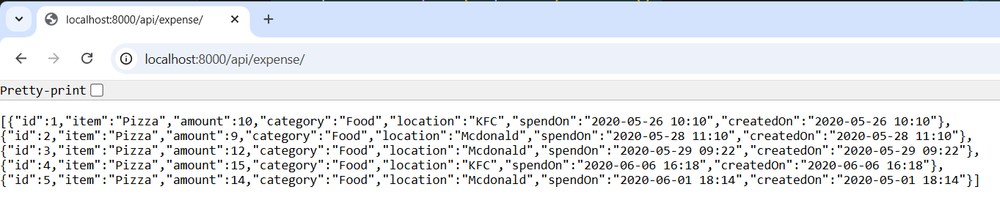 localhost:8000/api/expense/
localhost:8000/api/expense/
Pretty-print
[{"id":1,"item":"Pizza","amount":10,"category":"Food","location":"KFC","spendOn":"2020-05-26 10:10","createdOn":"2020-05-26 10:10"},
{"id":2,"item":"Pizza","amount":9,"category":"Food","location":"Mcdonald","spendOn":"2020-05-28 11:10","createdOn":"2020-05-28 11:10"},
{"id":3,"item":"Pizza","amount":12,"category":"Food","location":"Mcdonald","spendOn":"2020-05-29 09:22","createdOn":"2020-05-29 09:22"},
{"id":4,"item":"Pizza","amount":15,"category":"Food","location":"KFC","spendOn":"2020-06-06 16:18","createdOn":"2020-06-06 16:18"},
{"id":5,"item":"Pizza","amount":14,"category":"Food","location":"Mcdonald","spendOn":"2020-06-01 18:14","createdOn":"2020-05-01 18:14"}]